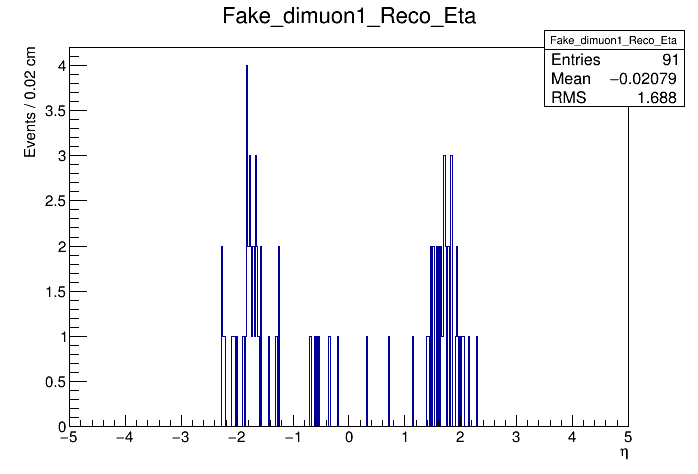 Fake_dimuon1_Reco_Eta
Fake_dimuon1_Reco_Eta
Entries 91
Mean −0.02079
RMS 1.688
Events / 0.02 cm
4
3.5
3
2.5
2
1.5
1
0.5
0
−5 −4 −3 −2 −1 0 1 2 3 4 5
η